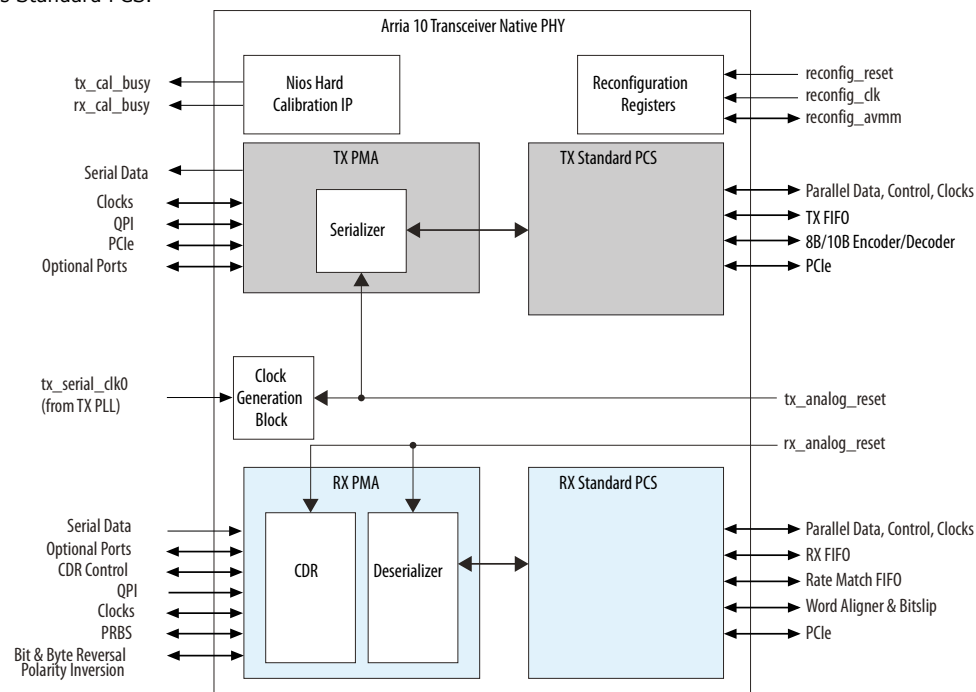 s Standard PCS.
Arria 10 Transceiver Native PHY
tx_cal_busy
rx_cal_busy
Nios Hard
Calibration IP
Reconfiguration
Registers
reconfig_reset
reconfig_clk
reconfig_avmm
TX PMA
TX Standard PCS
Serial Data
Clocks
QPI
PCIe
Optional Ports
Serializer
Parallel Data, Control, Clocks
TX FIFO
8B/10B Encoder/Decoder
PCIe
tx_serial_clk0
(from TX PLL)
Clock
Generation
Block
tx_analog_reset
rx_analog_reset
RX PMA
RX Standard PCS
Serial Data
Optional Ports
CDR Control
QPI
Clocks
PRBS
Bit & Byte Reversal
Polarity Inversion
CDR
Deserializer
Parallel Data, Control, Clocks
RX FIFO
Rate Match FIFO
Word Aligner & Bitslip
PCIe